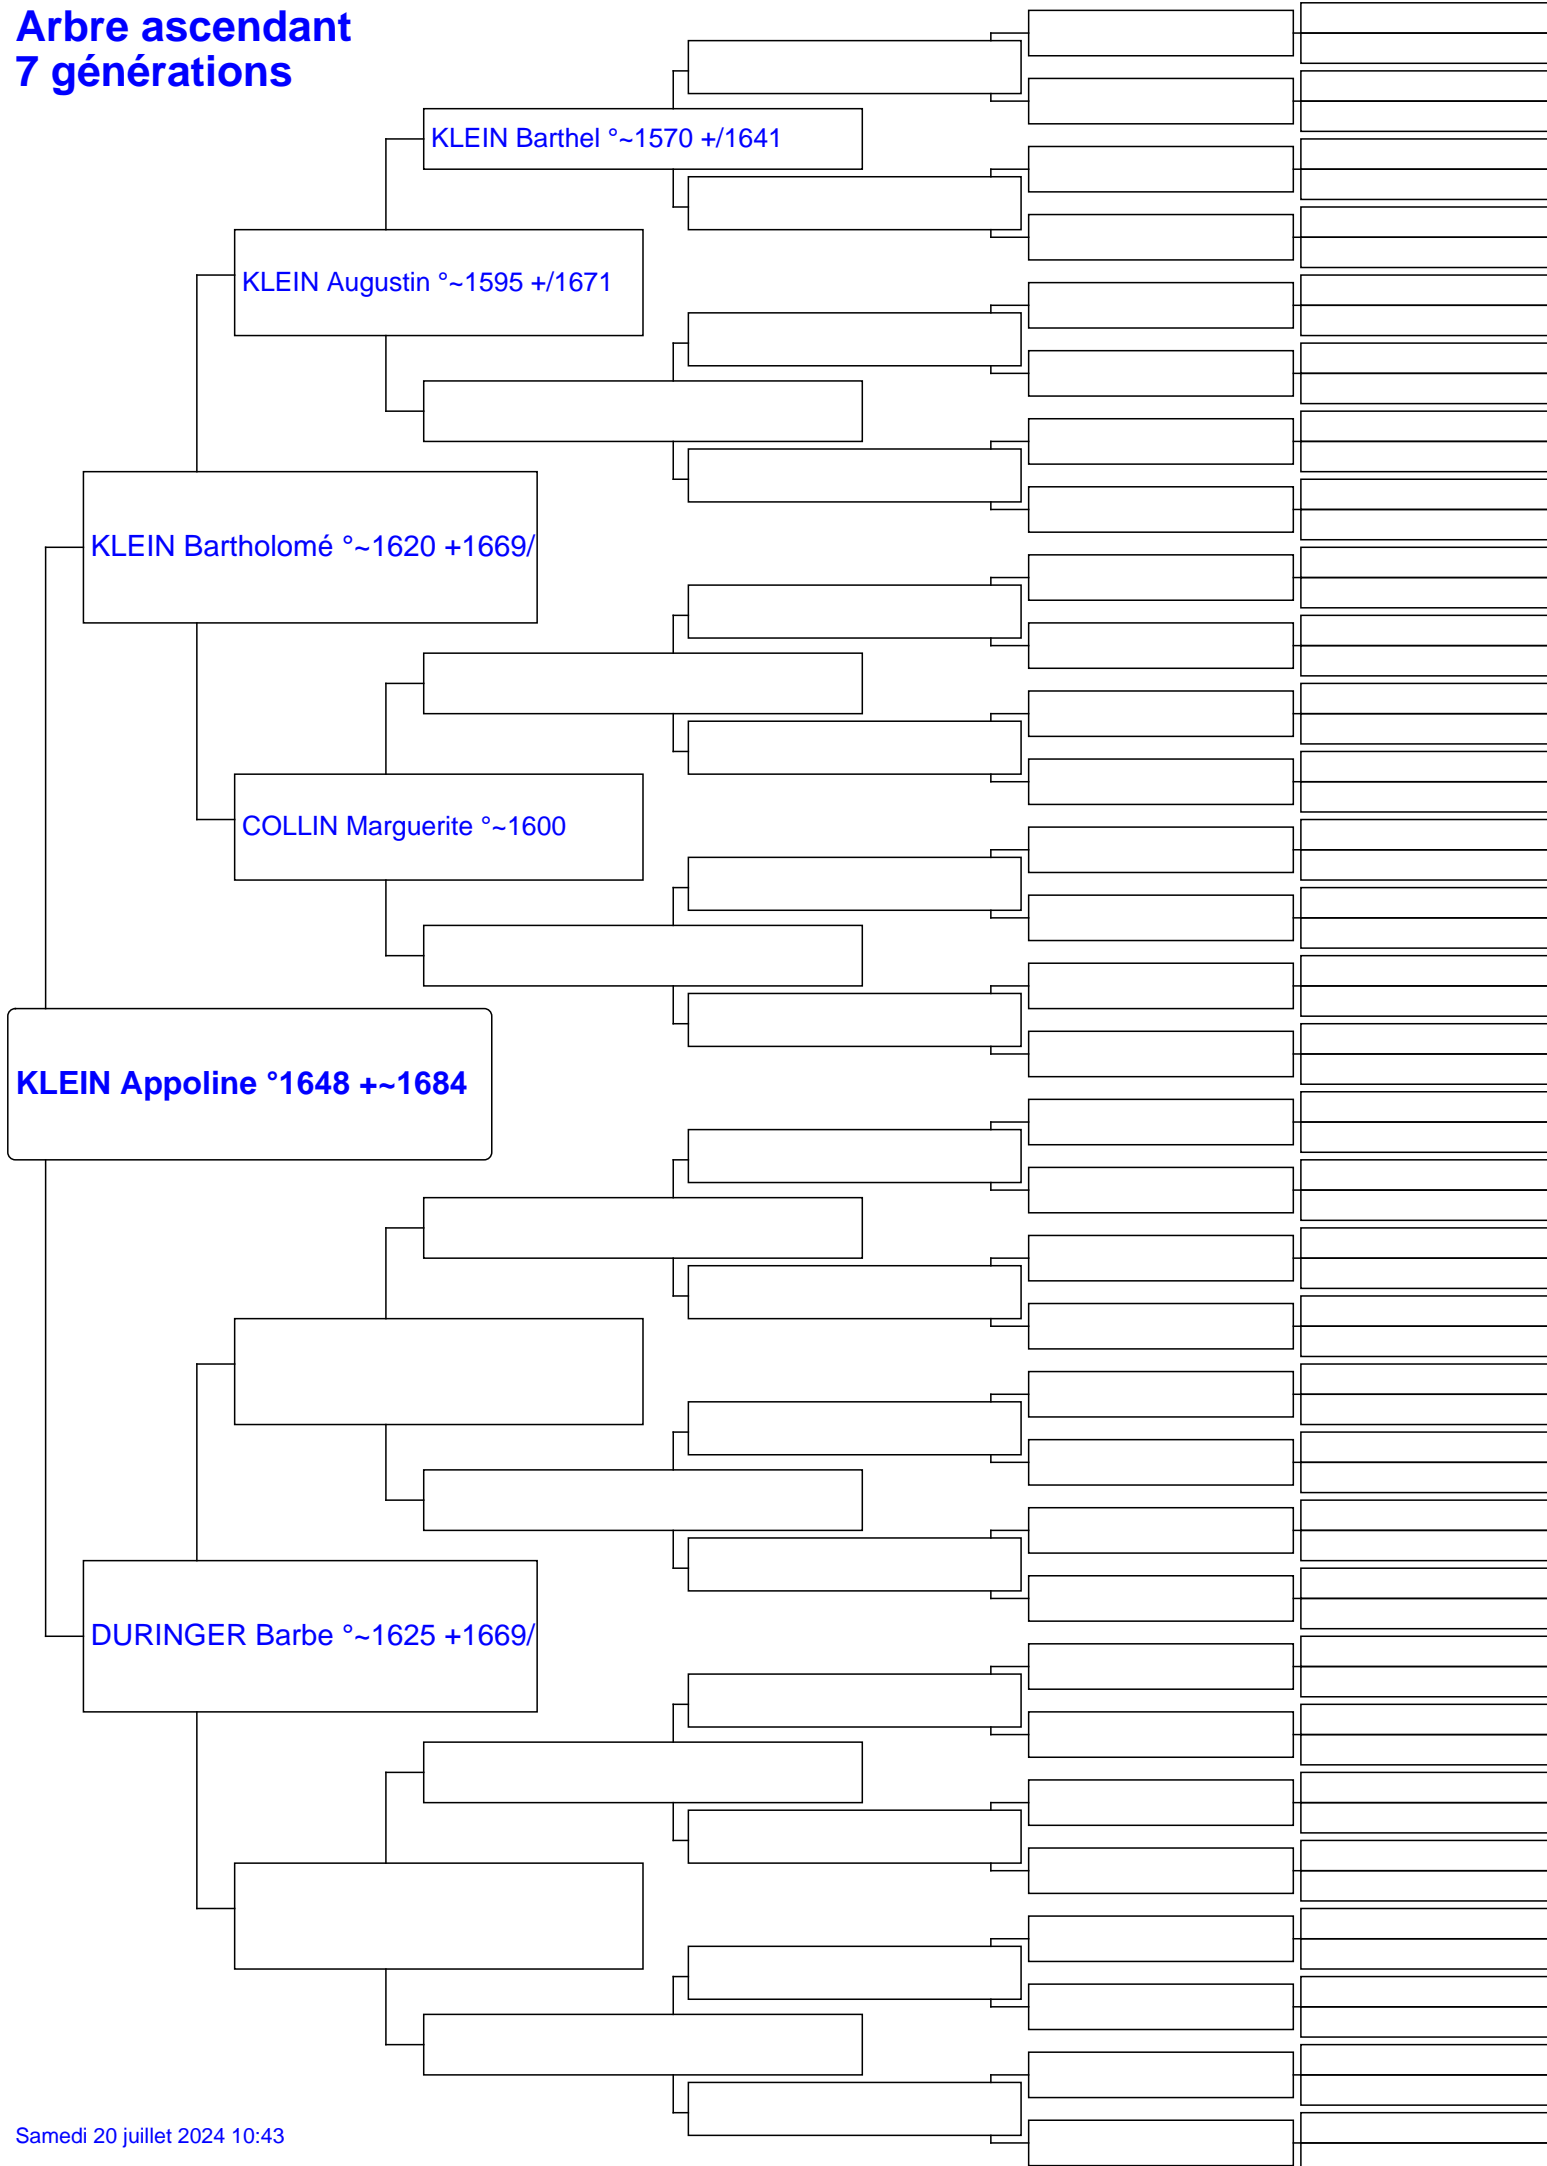 Arbre ascendant
7 générations
KLEIN Barthel °~1570 +/1641
KLEIN Augustin °~1595 +/1671
KLEIN Bartholomé °~1620 +1669/
COLLIN Marguerite °~1600
KLEIN Appoline °1648 +~1684
DURINGER Barbe °~1625 +1669/
Samedi 20 juillet 2024 10:43